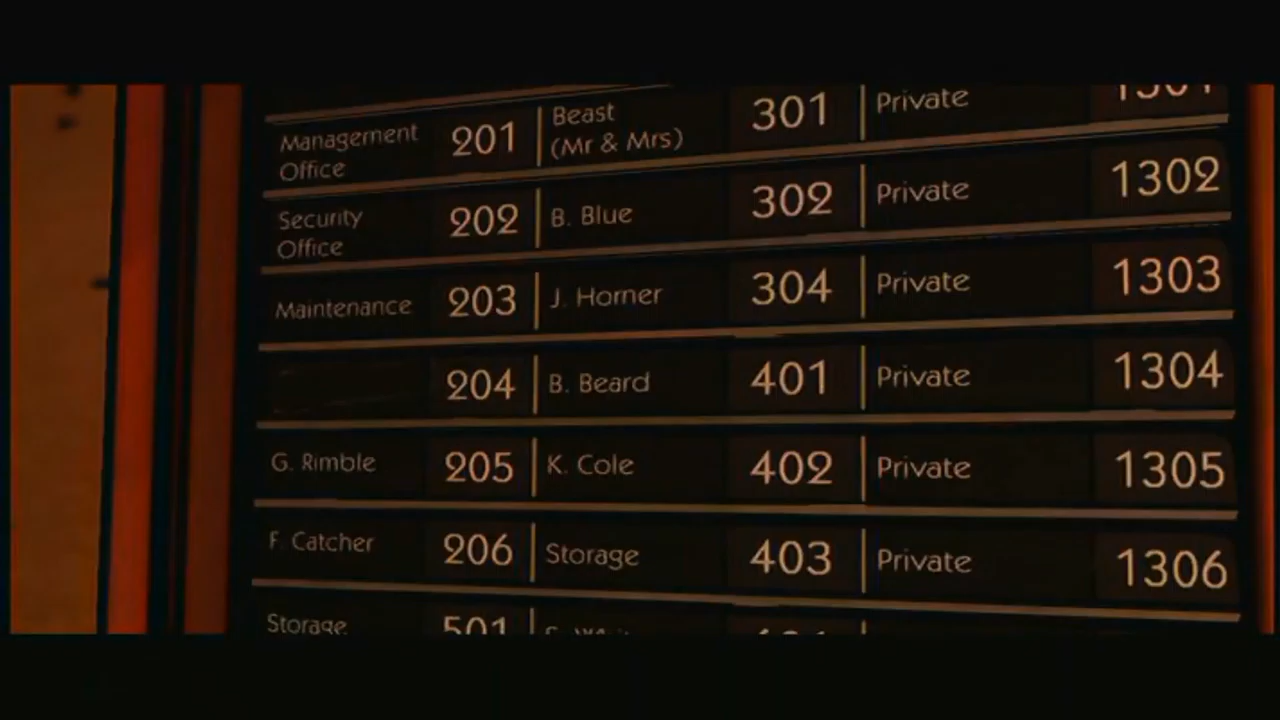 Management
Office
201
Beast
(Mr & Mrs)
301
Private
1301
Security
Office
202
B. Blue
302
Private
1302
Maintenance
203
J. Horner
304
Private
1303
204
B. Beard
401
Private
1304
G. Rimble
205
K. Cole
402
Private
1305
F. Catcher
206
Storage
403
Private
1306
Storage
501